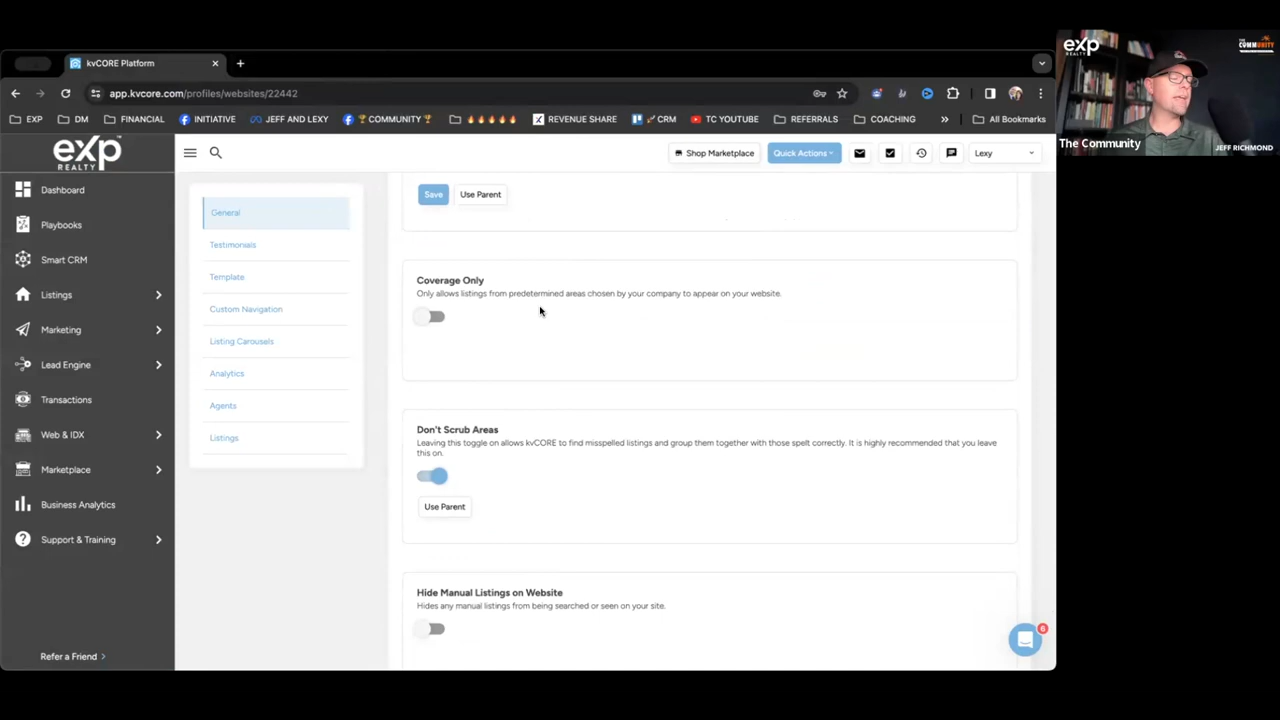 kvCORE Platform
app.kvcore.com/profiles/websites/22442
EXP
DM
FINANCIAL
INITIATIVE
JEFF AND LEXY
COMMUNITY
REVENUE SHARE
CRM
TC YOUTUBE
REFERRALS
COACHING
»
All Bookmarks
exp
REALTY
THE COMMUNITY
The Community
JEFF RICHMOND
exp
REALTY
Shop Marketplace
Quick Actions
Lexy
Dashboard
Playbooks
Smart CRM
Listings
Marketing
Lead Engine
Transactions
Web & IDX
Marketplace
Business Analytics
Support & Training
Refer a Friend
General
Testimonials
Template
Custom Navigation
Listing Carousels
Analytics
Agents
Listings
Save
Use Parent
Coverage Only
Only allows listings from predetermined areas chosen by your company to appear on your website.
Don't Scrub Areas
Leaving this toggle on allows kvCORE to find misspelled listings and group them together with those spelt correctly. It is highly recommended that you leave
this on.
Use Parent
Hide Manual Listings on Website
Hides any manual listings from being searched or seen on your site.
6